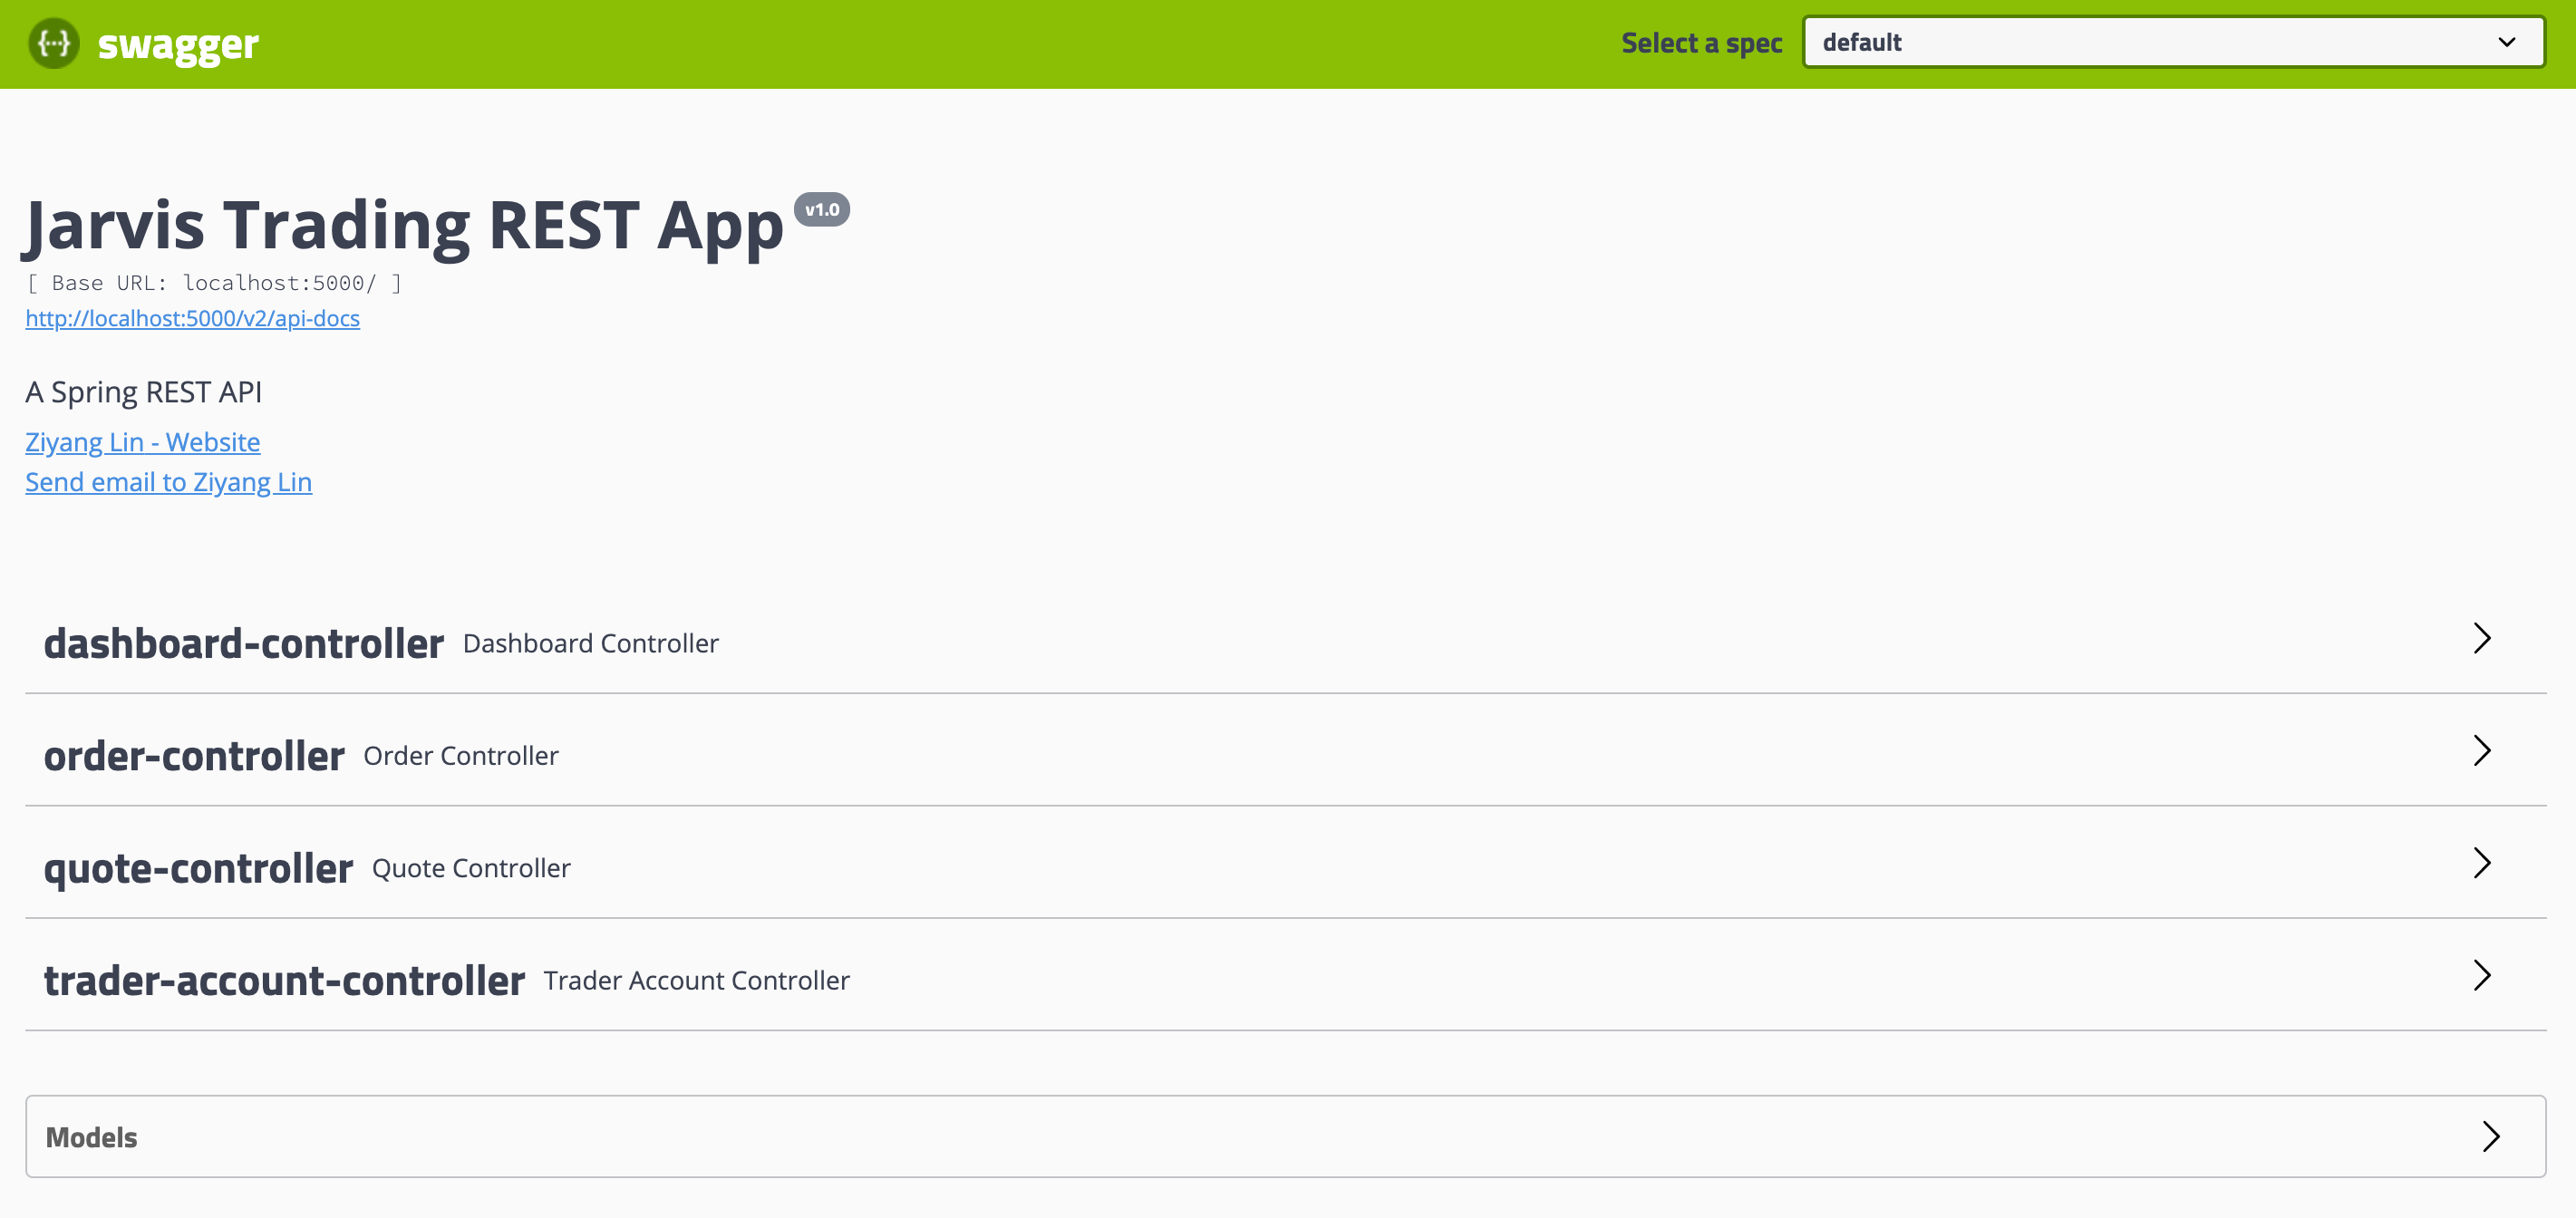 {…} swagger Select a spec default
Jarvis Trading REST App v1.0
[ Base URL: localhost:5000/ ]
http://localhost:5000/v2/api-docs
A Spring REST API
Ziyang Lin - Website
Send email to Ziyang Lin
dashboard-controller Dashboard Controller
order-controller Order Controller
quote-controller Quote Controller
trader-account-controller Trader Account Controller
Models